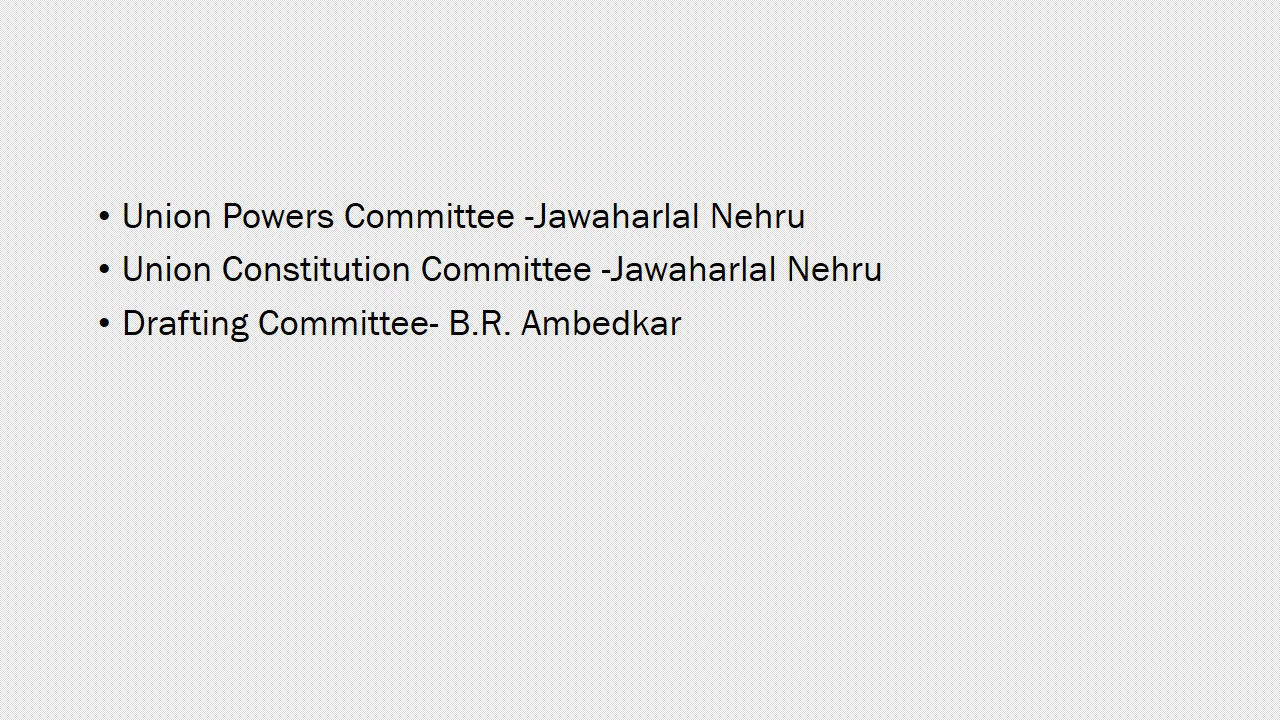 • Union Powers Committee -Jawaharlal Nehru
• Union Constitution Committee -Jawaharlal Nehru
• Drafting Committee- B.R. Ambedkar